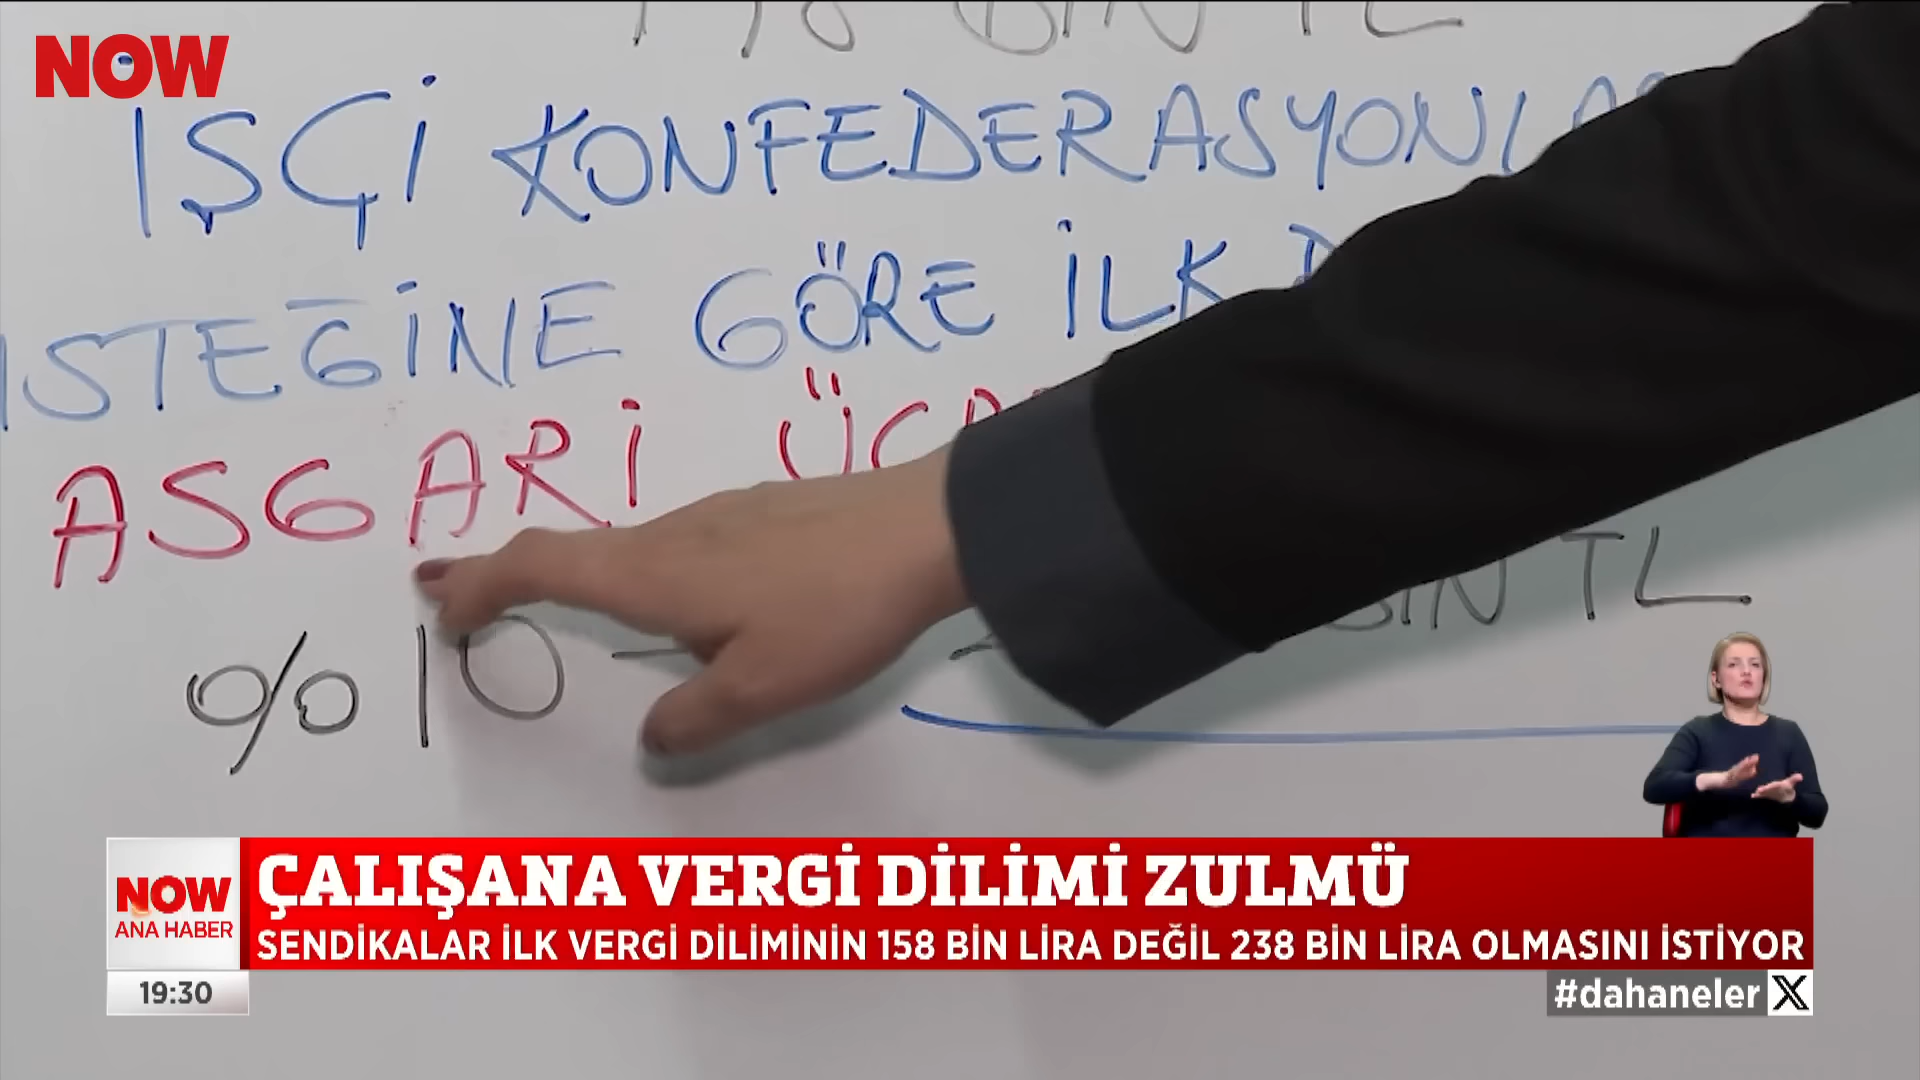 NOW
BİN TL
İŞÇİ KONFEDERASYONLA
İSTEĞİNE GÖRE İLK
ASGARİ
%10 -
TL
ÇALIŞANA VERGİ DİLİMİ ZULMÜ
NOW
ANA HABER
SENDİKALAR İLK VERGİ DİLİMİNİN 158 BİN LİRA DEĞİL 238 BİN LİRA OLMASINI İSTİYOR
19:30
#dahaneler X